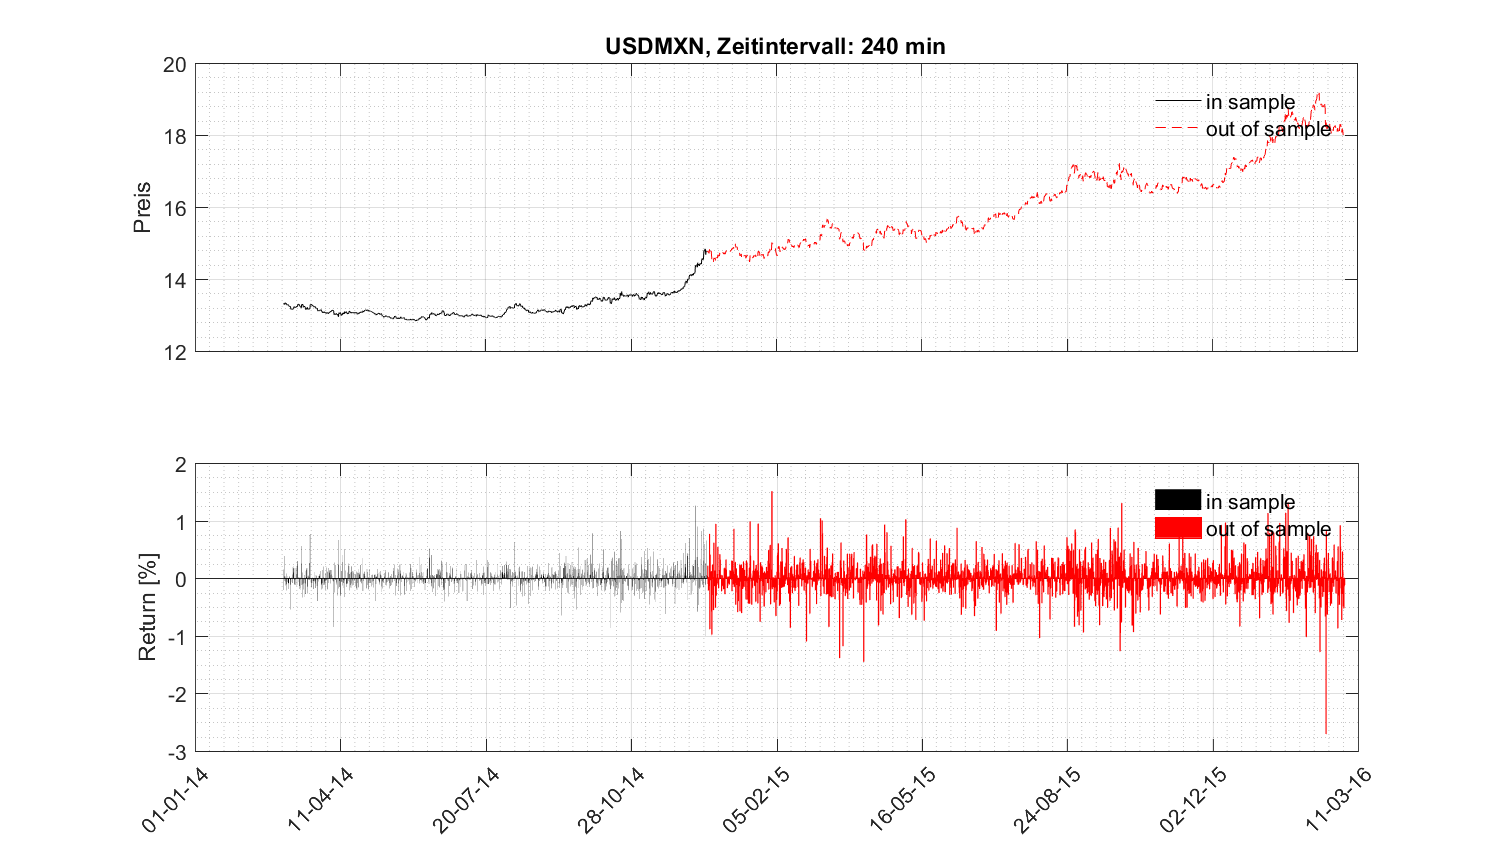 USDMXN, Zeitintervall: 240 min
20
18
16
14
12
Preis
in sample
out of sample
2
1
0
-1
-2
-3
Return [%]
in sample
out of sample
01-01-14
11-04-14
20-07-14
28-10-14
05-02-15
16-05-15
24-08-15
02-12-15
11-03-16